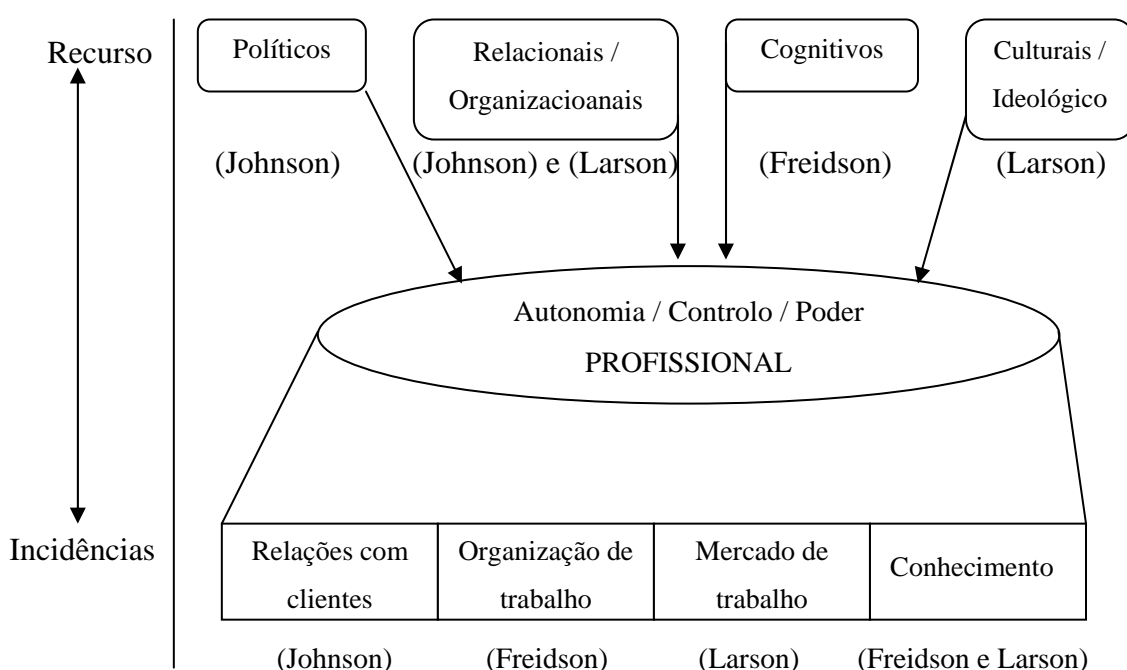 Recurso
Políticos
Relacionais /
Organizacioanais
Cognitivos
Culturais /
Ideológico
(Johnson)
(Johnson) e (Larson)
(Freidson)
(Larson)
Autonomia / Controlo / Poder
PROFISSIONAL
Incidências
Relações com
clientes
Organização de
trabalho
Mercado de
trabalho
Conhecimento
(Johnson)
(Freidson)
(Larson)
(Freidson e Larson)